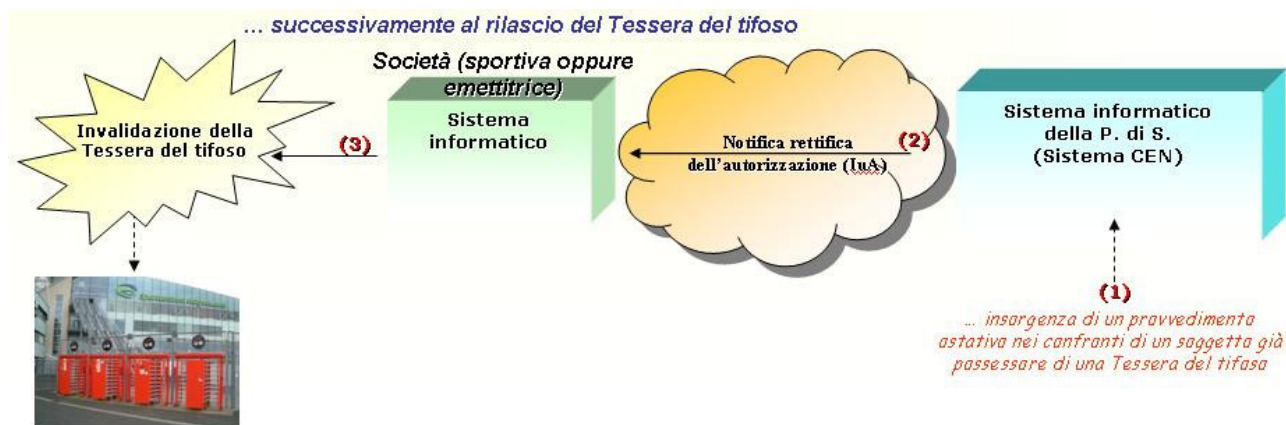 ... successivamente al rilascio del Tessera del tifoso
Società (sportiva oppure
emettitrice)
Sistema
informatico
Invalidazione della
Tessera del tifoso
(3)
Notifica rettifica
dell'autorizzazione (IuA)
(2)
Sistema informatico
della P. di S.
(Sistema CEN)
(1)
... insorgenza di un provvedimento
ostativo nei confronti di un soggetto già
possessore di una Tessera del tifoso